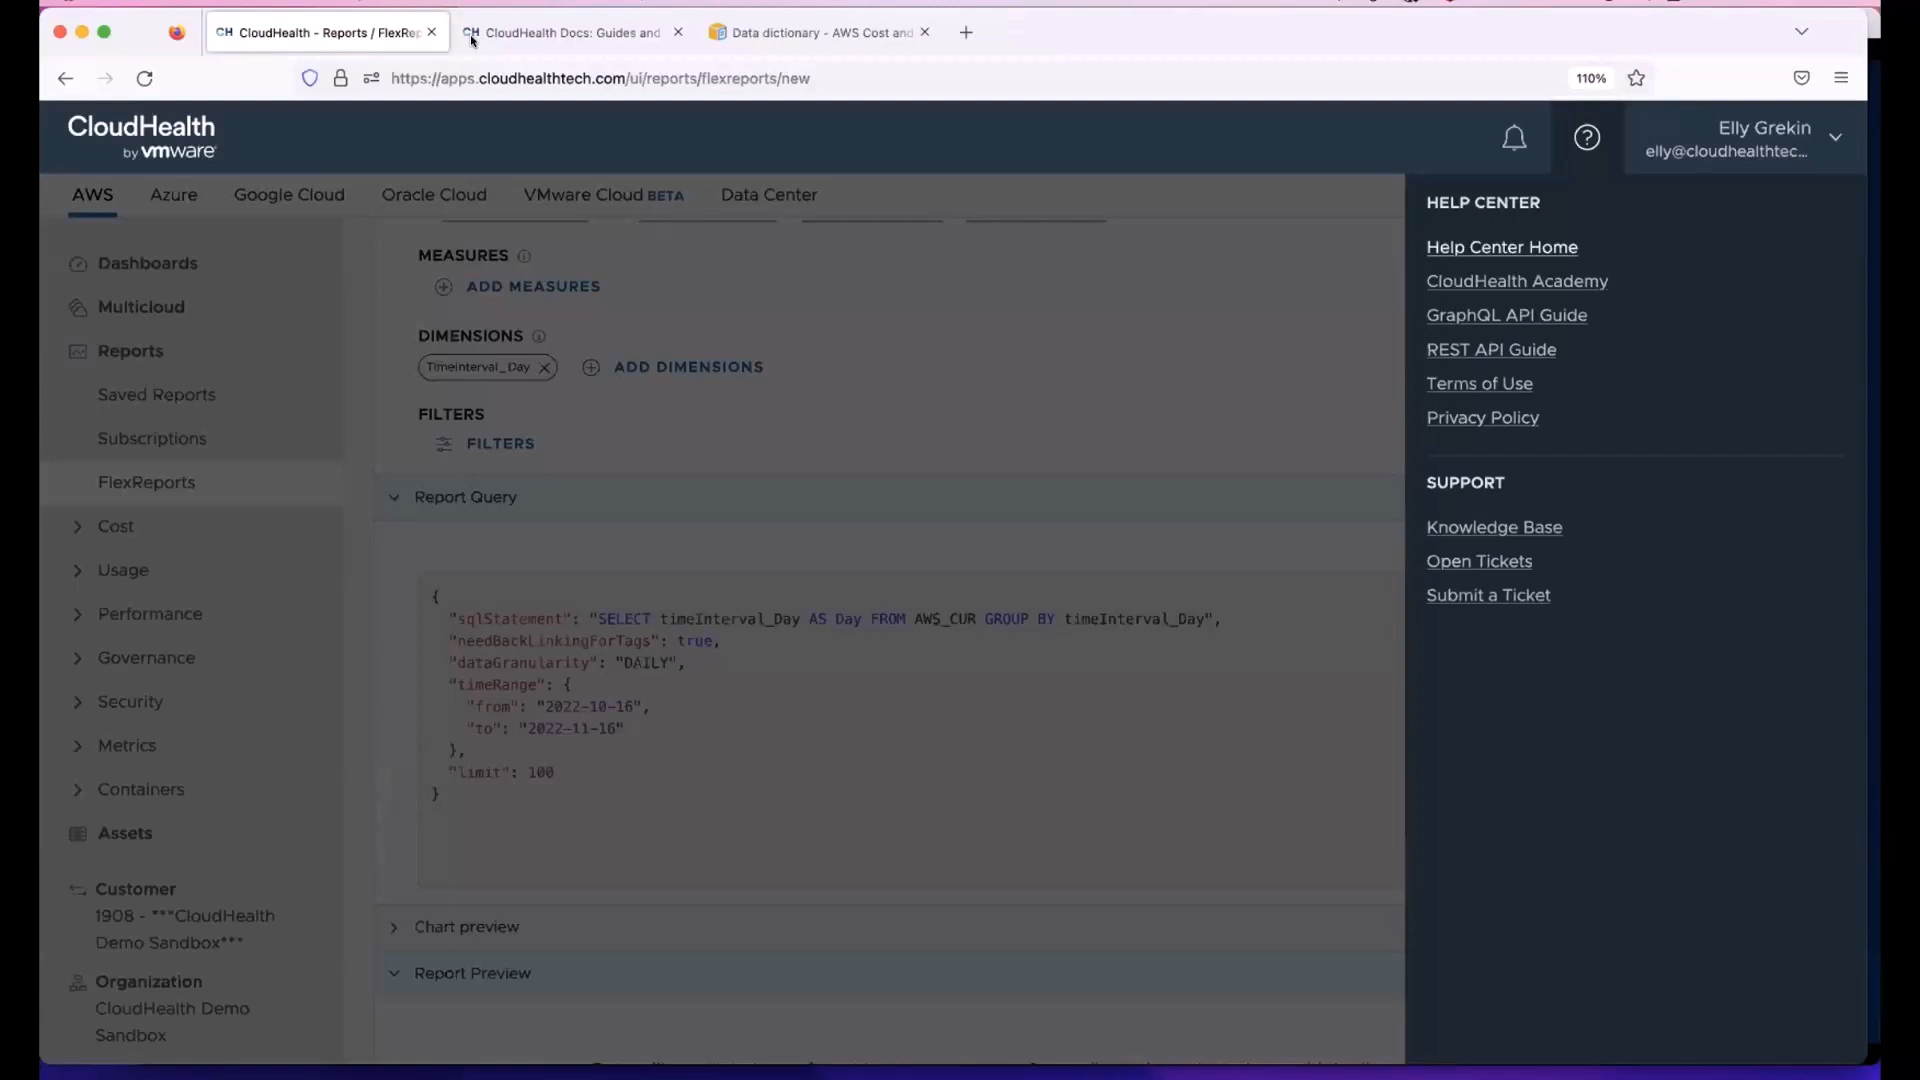 CH CloudHealth - Reports / FlexRep
CH CloudHealth Docs: Guides and
Data dictionary - AWS Cost and
https://apps.cloudhealthtech.com/ui/reports/flexreports/new
110%
CloudHealth
by vmware
Elly Grekin
elly@cloudhealthtec...
AWS
Azure
Google Cloud
Oracle Cloud
VMware Cloud BETA
Data Center
Dashboards
Multicloud
Reports
Saved Reports
Subscriptions
FlexReports
Cost
Usage
Performance
Governance
Security
Metrics
Containers
Assets
Customer
1908 - ***CloudHealth
Demo Sandbox***
Organization
CloudHealth Demo
Sandbox
MEASURES
ADD MEASURES
DIMENSIONS
TimeInterval_Day
ADD DIMENSIONS
FILTERS
FILTERS
Report Query
{
"sqlStatement": "SELECT timeInterval_Day AS Day FROM AWS_CUR GROUP BY timeInterval_Day",
"needBackLinkingForTags": true,
"dataGranularity": "DAILY",
"timeRange": {
"from": "2022-10-16",
"to": "2022-11-16"
},
"limit": 100
}
Chart preview
Report Preview
HELP CENTER
Help Center Home
CloudHealth Academy
GraphQL API Guide
REST API Guide
Terms of Use
Privacy Policy
SUPPORT
Knowledge Base
Open Tickets
Submit a Ticket